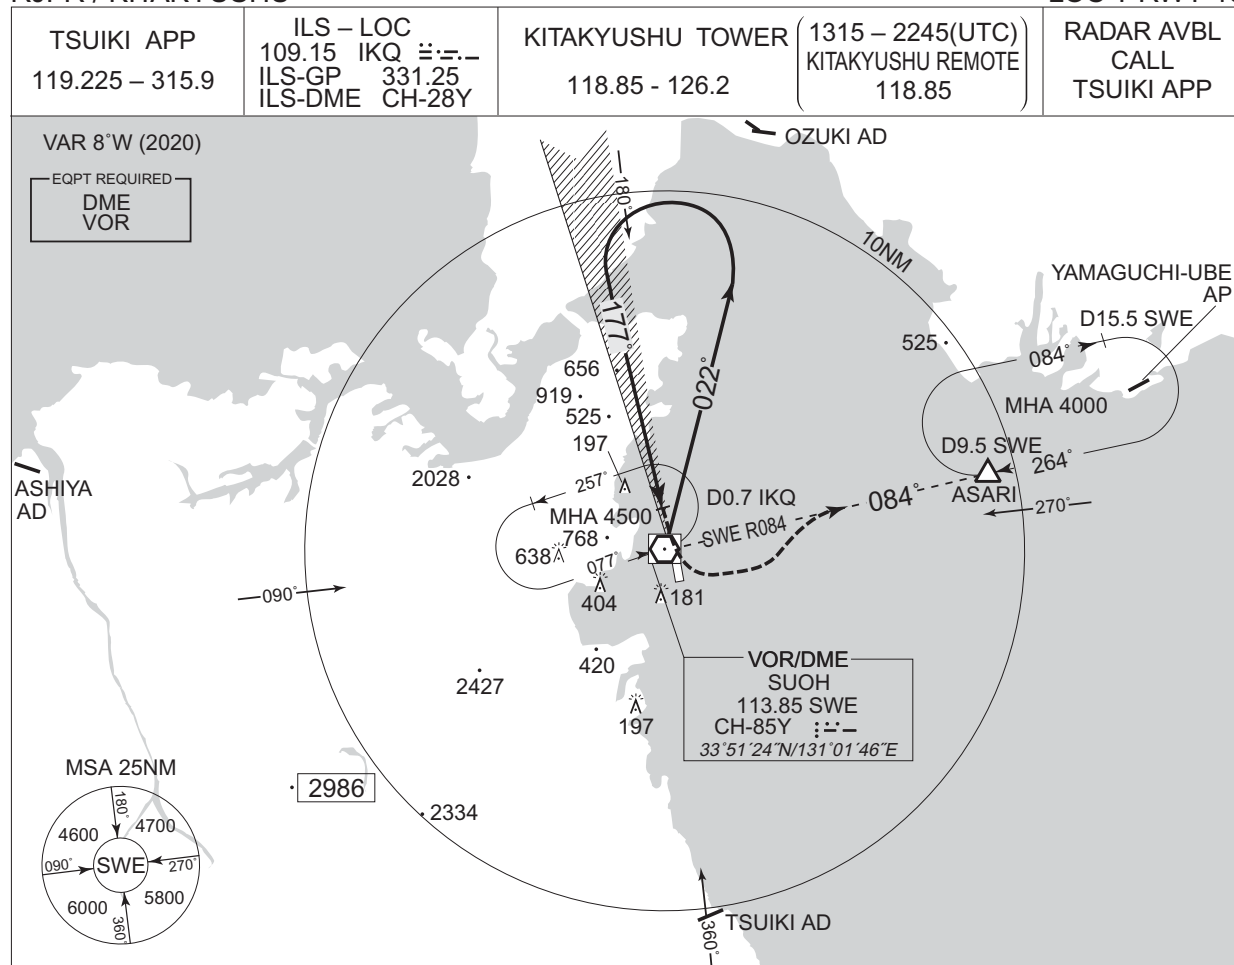 TSUIKI APP
119.225 – 315.9
ILS – LOC
109.15 IKQ
ILS-GP 331.25
ILS-DME CH-28Y
KITAKYUSHU TOWER
118.85 - 126.2
1315 – 2245(UTC)
KITAKYUSHU REMOTE
118.85
RADAR AVBL
CALL
TSUIKI APP
VAR 8°W (2020)
EQPT REQUIRED
DME
VOR
OZUKI AD
180°
10NM
YAMAGUCHI-UBE
AP
D15.5 SWE
177°
525
084°
022°
656
919
525
MHA 4000
197
D9.5 SWE
264°
2028
257°
ASHIYA
AD
D0.7 IKQ
084°
ASARI
270°
MHA 4500
SWE R084
768
638
077°
090°
404
181
420
2427
VOR/DME
SUOH
113.85 SWE
CH-85Y
33°51´24˝N/131°01´46˝E
197
MSA 25NM
2986
2334
180°
4600
4700
090°
SWE
270°
6000
5800
360°
TSUIKI AD
360°